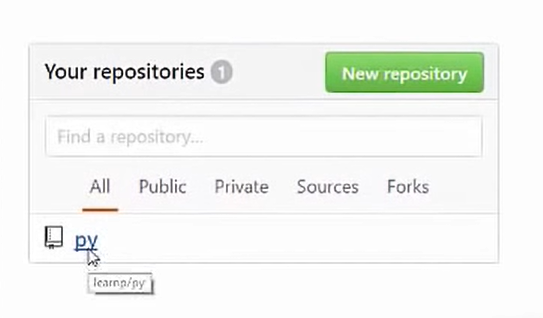 Your repositories 1 New repository
Find a repository...
All Public Private Sources Forks
py
learnp/py